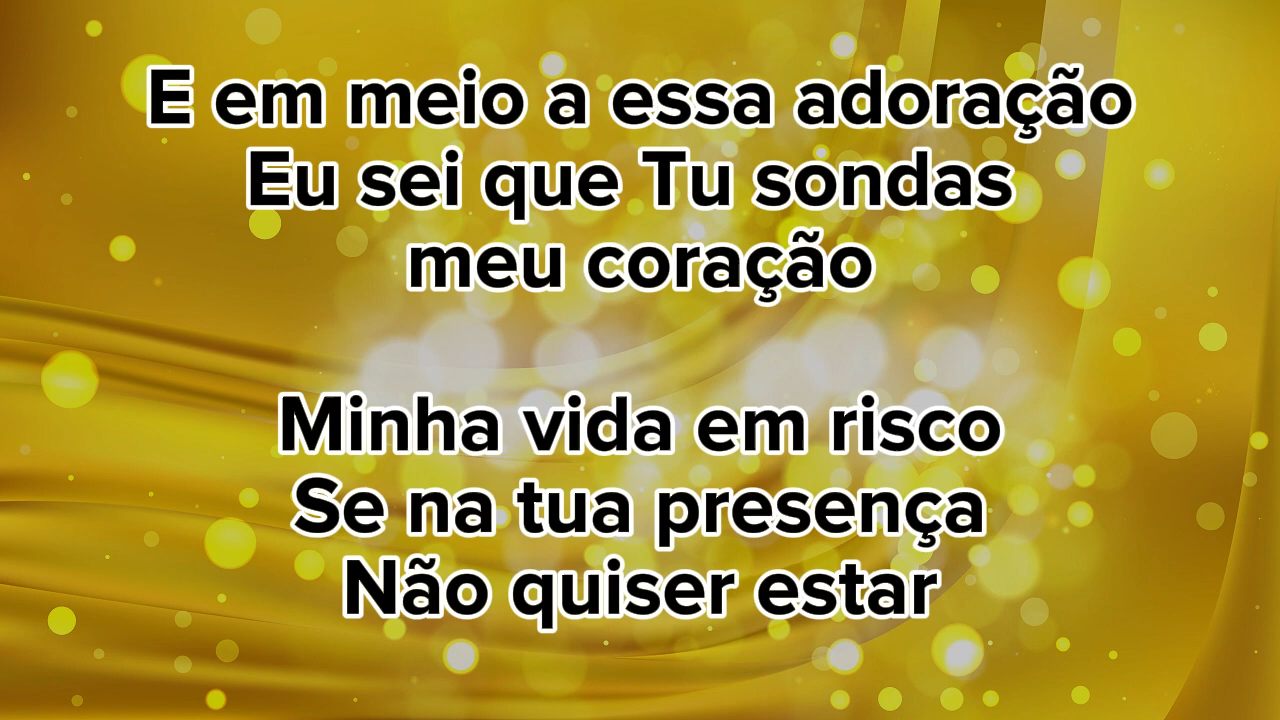 E em meio a essa adoração
Eu sei que Tu sondas
meu coração
Minha vida em risco
Se na tua presença
Não quiser estar